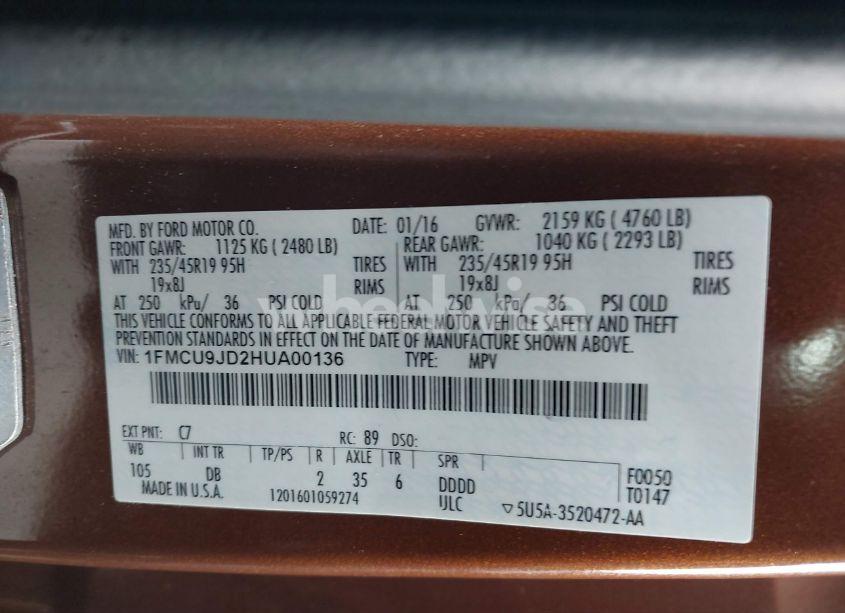 MFD. BY FORD MOTOR CO. DATE: 01/16 GVWR: 2159 KG ( 4760 LB)
FRONT GAWR: 1125 KG ( 2480 LB) REAR GAWR: 1040 KG ( 2293 LB)
WITH 235/45R19 95H TIRES WITH 235/45R19 95H TIRES
19x8J RIMS 19x8J RIMS
AT 250 kPa/ 36 PSI COLD AT 250 kPa/ 36 PSI COLD
THIS VEHICLE CONFORMS TO ALL APPLICABLE FEDERAL MOTOR VEHICLE SAFETY AND THEFT
PREVENTION STANDARDS IN EFFECT ON THE DATE OF MANUFACTURE SHOWN ABOVE.
VIN: 1FMCU9JD2HUA00136 TYPE: MPV
EXT PNT: C7 RC: 89 DSO:
WB INT TR TP/PS R AXLE TR SPR
105 DB 2 35 6 DDDD F0050
MADE IN U.S.A. 1201601059274 UJLC T0147
▽5U5A-3520472-AA